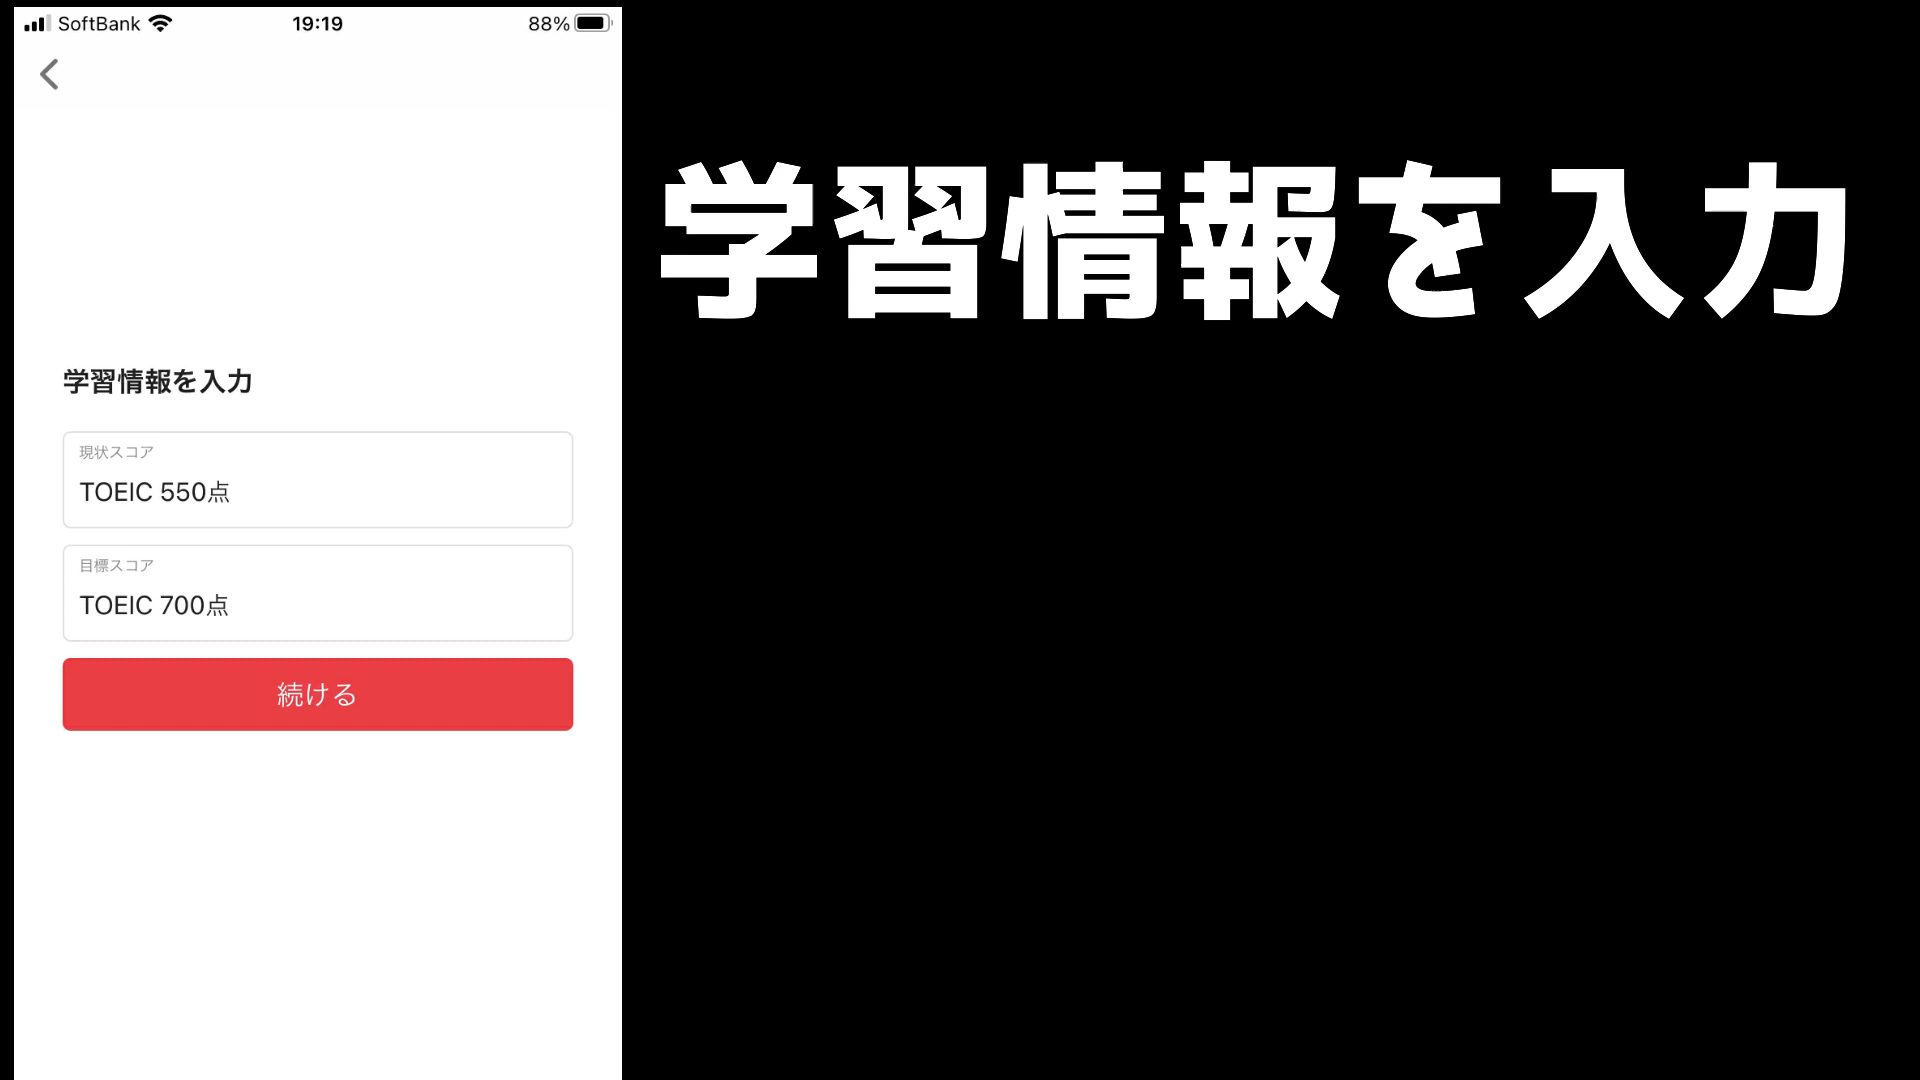 SoftBank 19:19 88%
学習情報を入力
学習情報を入力
現状スコア
TOEIC 550点
目標スコア
TOEIC 700点
続ける